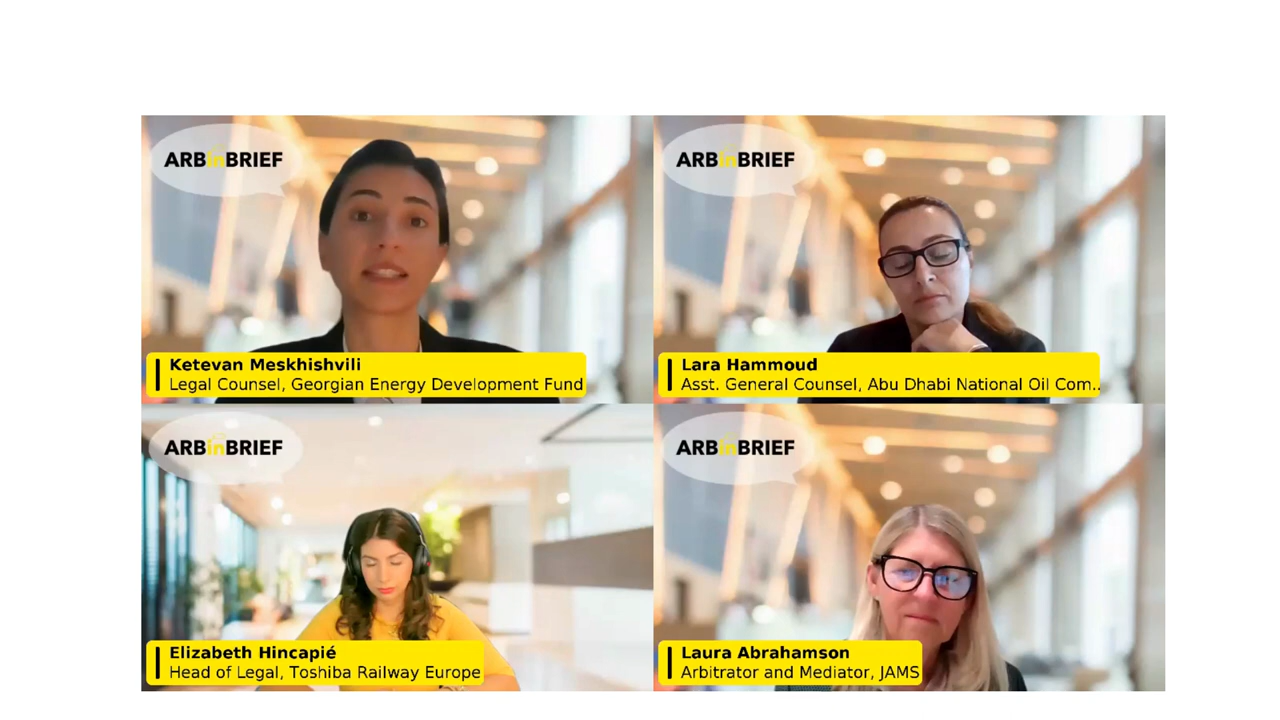 ARBinBRIEF
Ketevan Meskhishvili
Legal Counsel, Georgian Energy Development Fund
ARBinBRIEF
Lara Hammoud
Asst. General Counsel, Abu Dhabi National Oil Com..
ARBinBRIEF
Elizabeth Hincapié
Head of Legal, Toshiba Railway Europe
ARBinBRIEF
Laura Abrahamson
Arbitrator and Mediator, JAMS